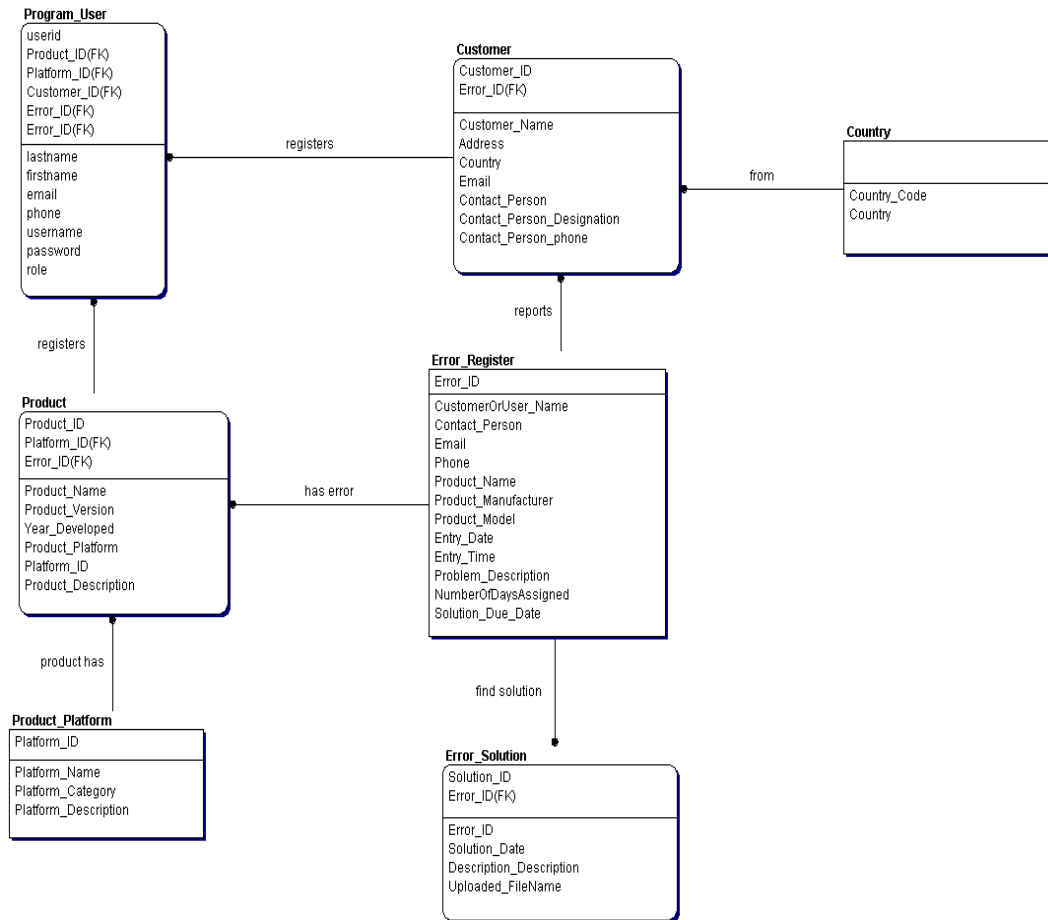 Program_User
userid
Product_ID(FK)
Platform_ID(FK)
Customer_ID(FK)
Error_ID(FK)
Error_ID(FK)
lastname
firstname
email
phone
username
password
role
registers
Customer
Customer_ID
Error_ID(FK)
Customer_Name
Address
Country
Email
Contact_Person
Contact_Person_Designation
Contact_Person_phone
from
Country
Country_Code
Country
registers
reports
Product
Product_ID
Platform_ID(FK)
Error_ID(FK)
Product_Name
Product_Version
Year_Developed
Product_Platform
Platform_ID
Product_Description
has error
Error_Register
Error_ID
CustomerOrUser_Name
Contact_Person
Email
Phone
Product_Name
Product_Manufacturer
Product_Model
Entry_Date
Entry_Time
Problem_Description
NumberOfDaysAssigned
Solution_Due_Date
product has
find solution
Product_Platform
Platform_ID
Platform_Name
Platform_Category
Platform_Description
Error_Solution
Solution_ID
Error_ID(FK)
Error_ID
Solution_Date
Description_Description
Uploaded_FileName